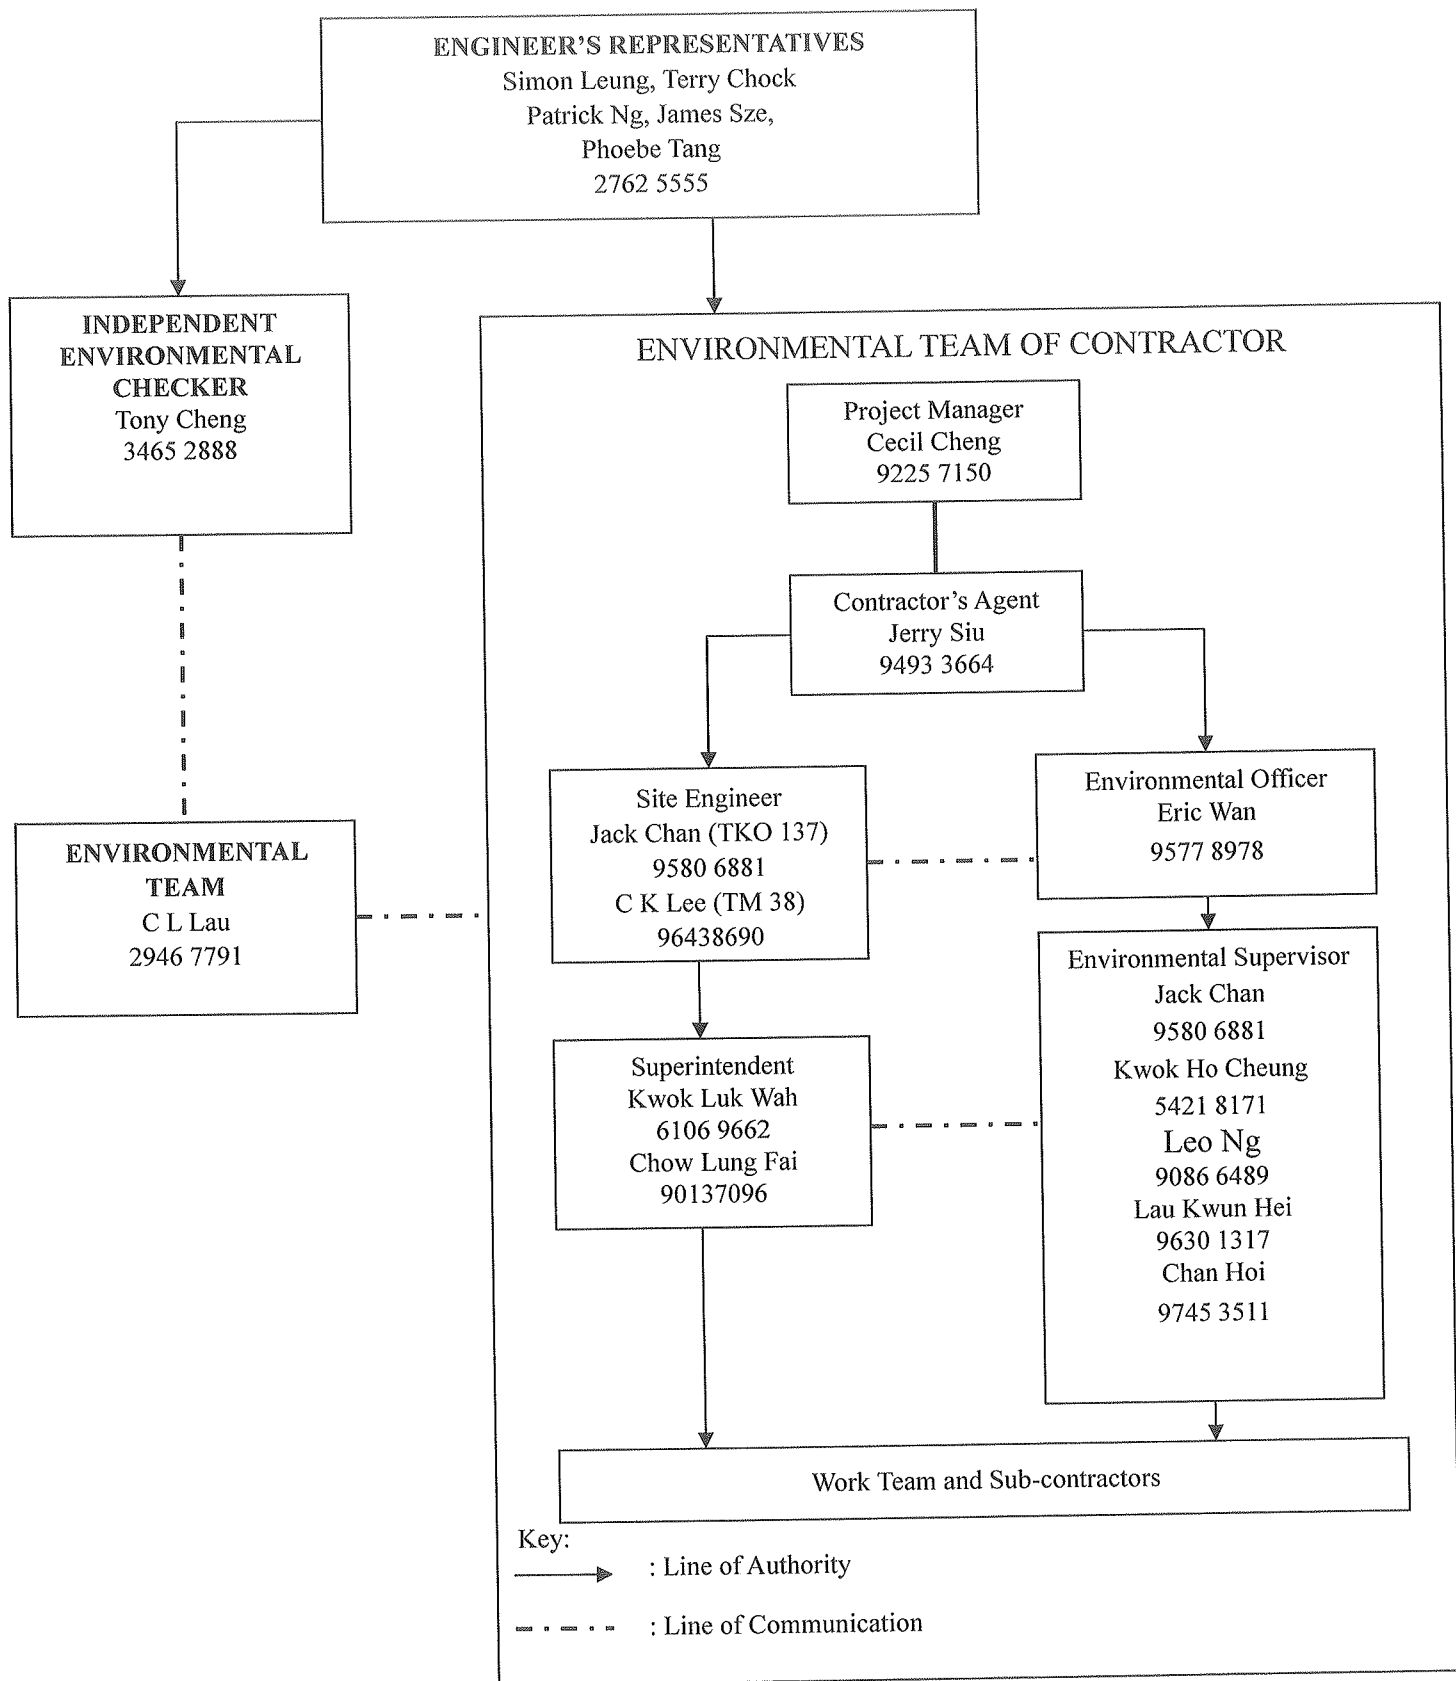 ENGINEER'S REPRESENTATIVES
Simon Leung, Terry Chock
Patrick Ng, James Sze,
Phoebe Tang
2762 5555
INDEPENDENT
ENVIRONMENTAL
CHECKER
Tony Cheng
3465 2888
ENVIRONMENTAL
TEAM
C L Lau
2946 7791
ENVIRONMENTAL TEAM OF CONTRACTOR
Project Manager
Cecil Cheng
9225 7150
Contractor's Agent
Jerry Siu
9493 3664
Site Engineer
Jack Chan (TKO 137)
9580 6881
C K Lee (TM 38)
96438690
Environmental Officer
Eric Wan
9577 8978
Superintendent
Kwok Luk Wah
6106 9662
Chow Lung Fai
90137096
Environmental Supervisor
Jack Chan
9580 6881
Kwok Ho Cheung
5421 8171
Leo Ng
9086 6489
Lau Kwun Hei
9630 1317
Chan Hoi
9745 3511
Work Team and Sub-contractors
Key:
: Line of Authority
: Line of Communication